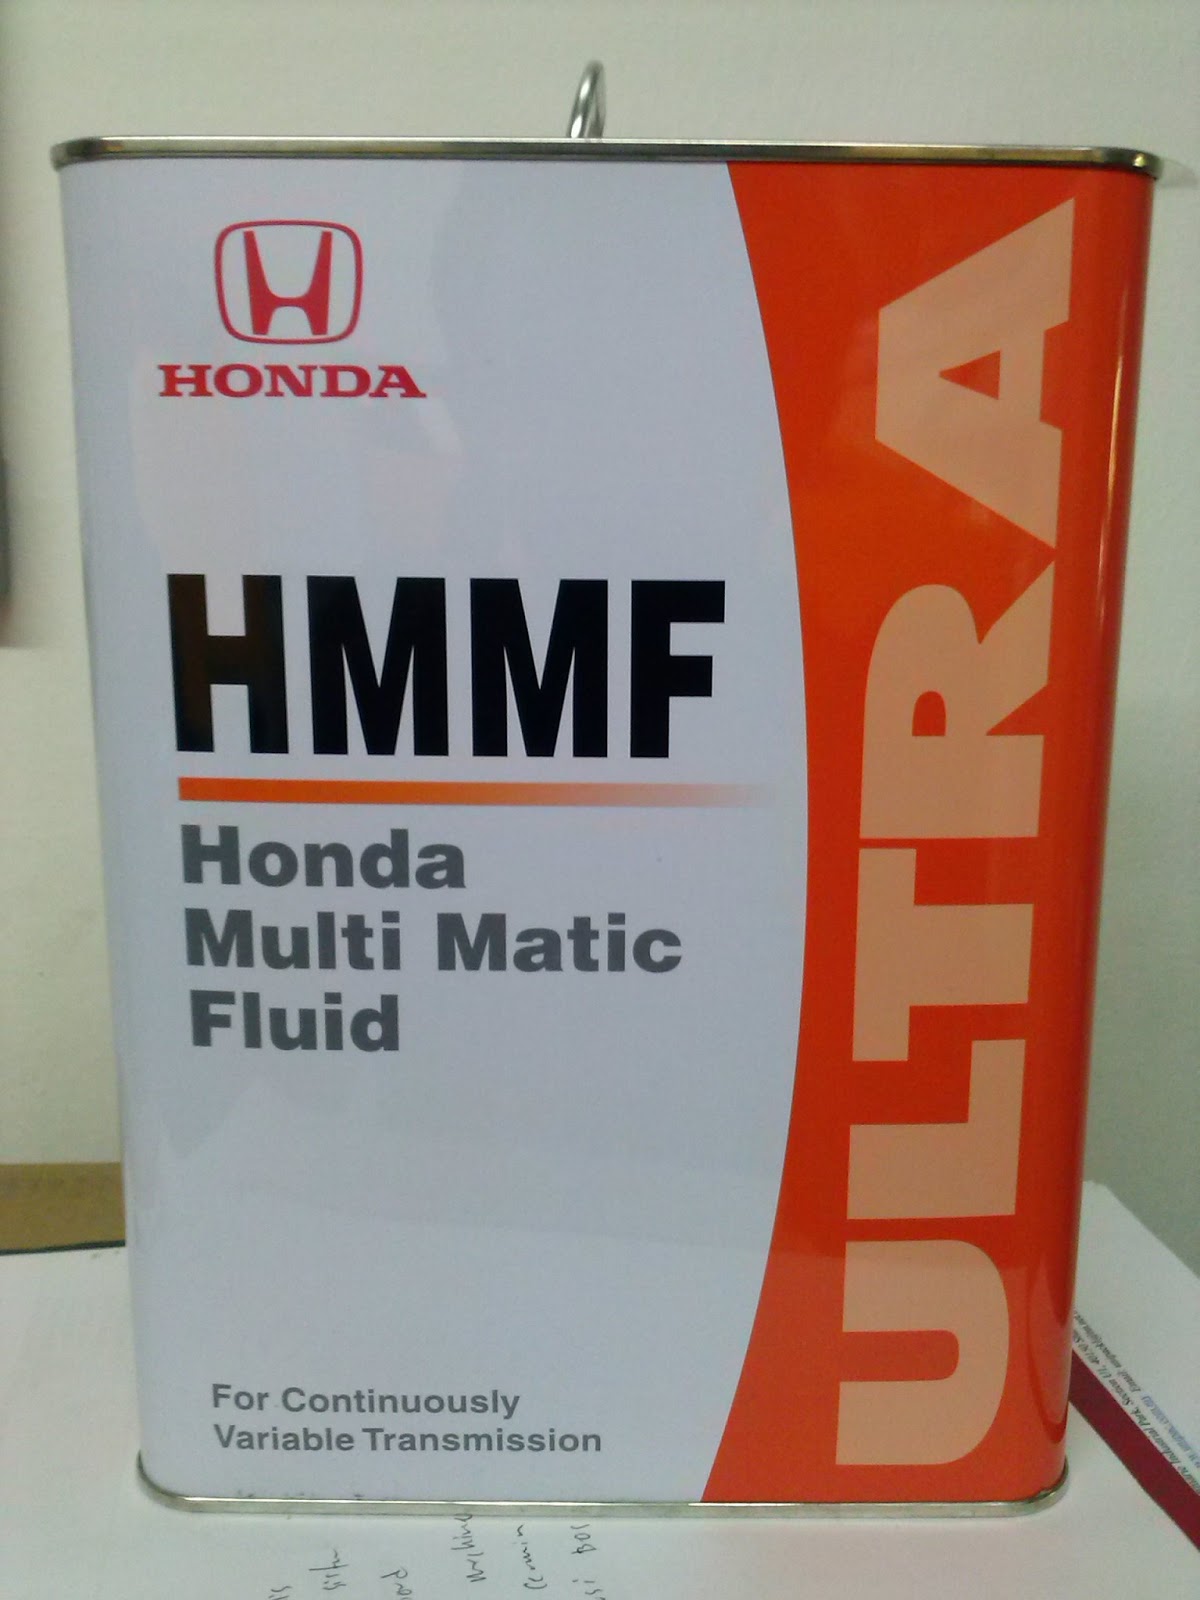 HONDA
HMMF
Honda
Multi Matic
Fluid
For Continuously
Variable Transmission
ULTRA